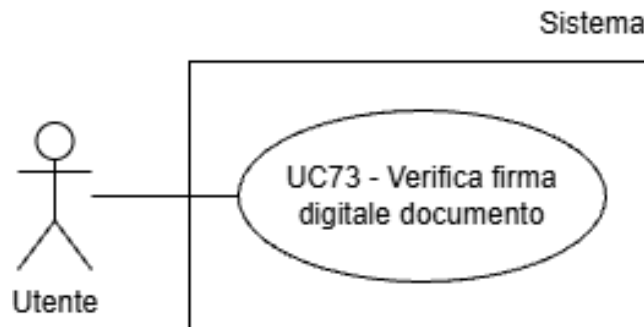 Sistema
UC73 - Verifica firma
digitale documento
Utente